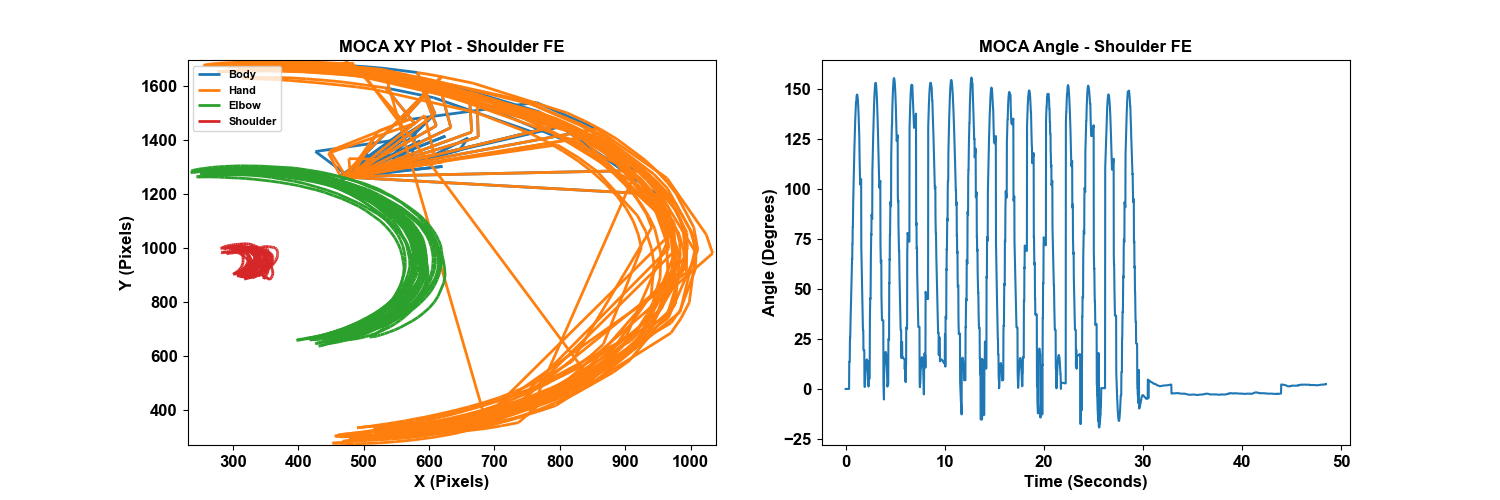 MOCA XY Plot - Shoulder FE
Y (Pixels)
1600
1400
1200
1000
800
600
400
Body
Hand
Elbow
Shoulder
300 400 500 600 700 800 900 1000
X (Pixels)
MOCA Angle - Shoulder FE
Angle (Degrees)
150
125
100
75
50
25
0
−25
0 10 20 30 40 50
Time (Seconds)